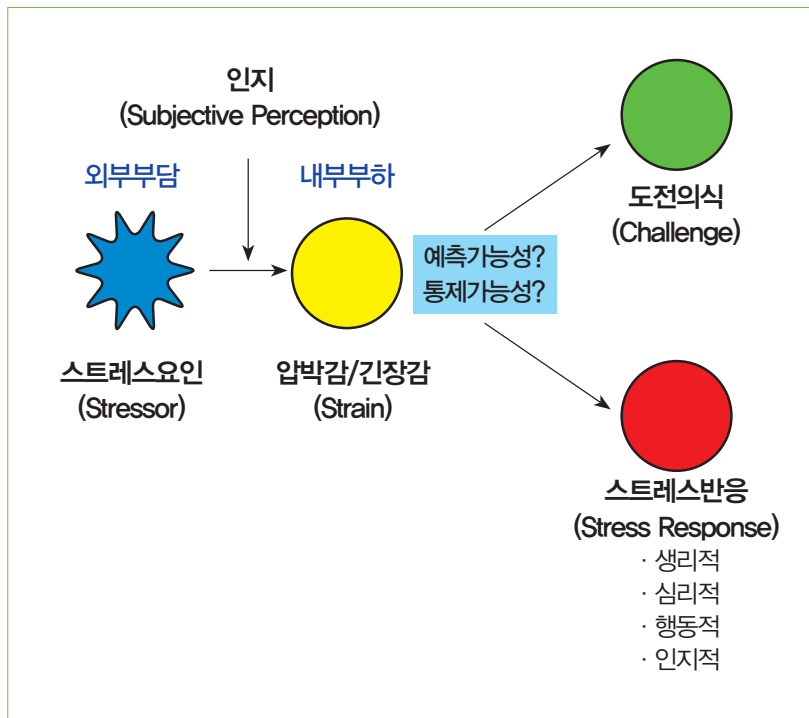 인지
(Subjective Perception)
외부부담
내부부하
스트레스요인
(Stressor)
압박감/긴장감
(Strain)
예측가능성?
통제가능성?
도전의식
(Challenge)
스트레스반응
(Stress Response)
· 생리적
· 심리적
· 행동적
· 인지적